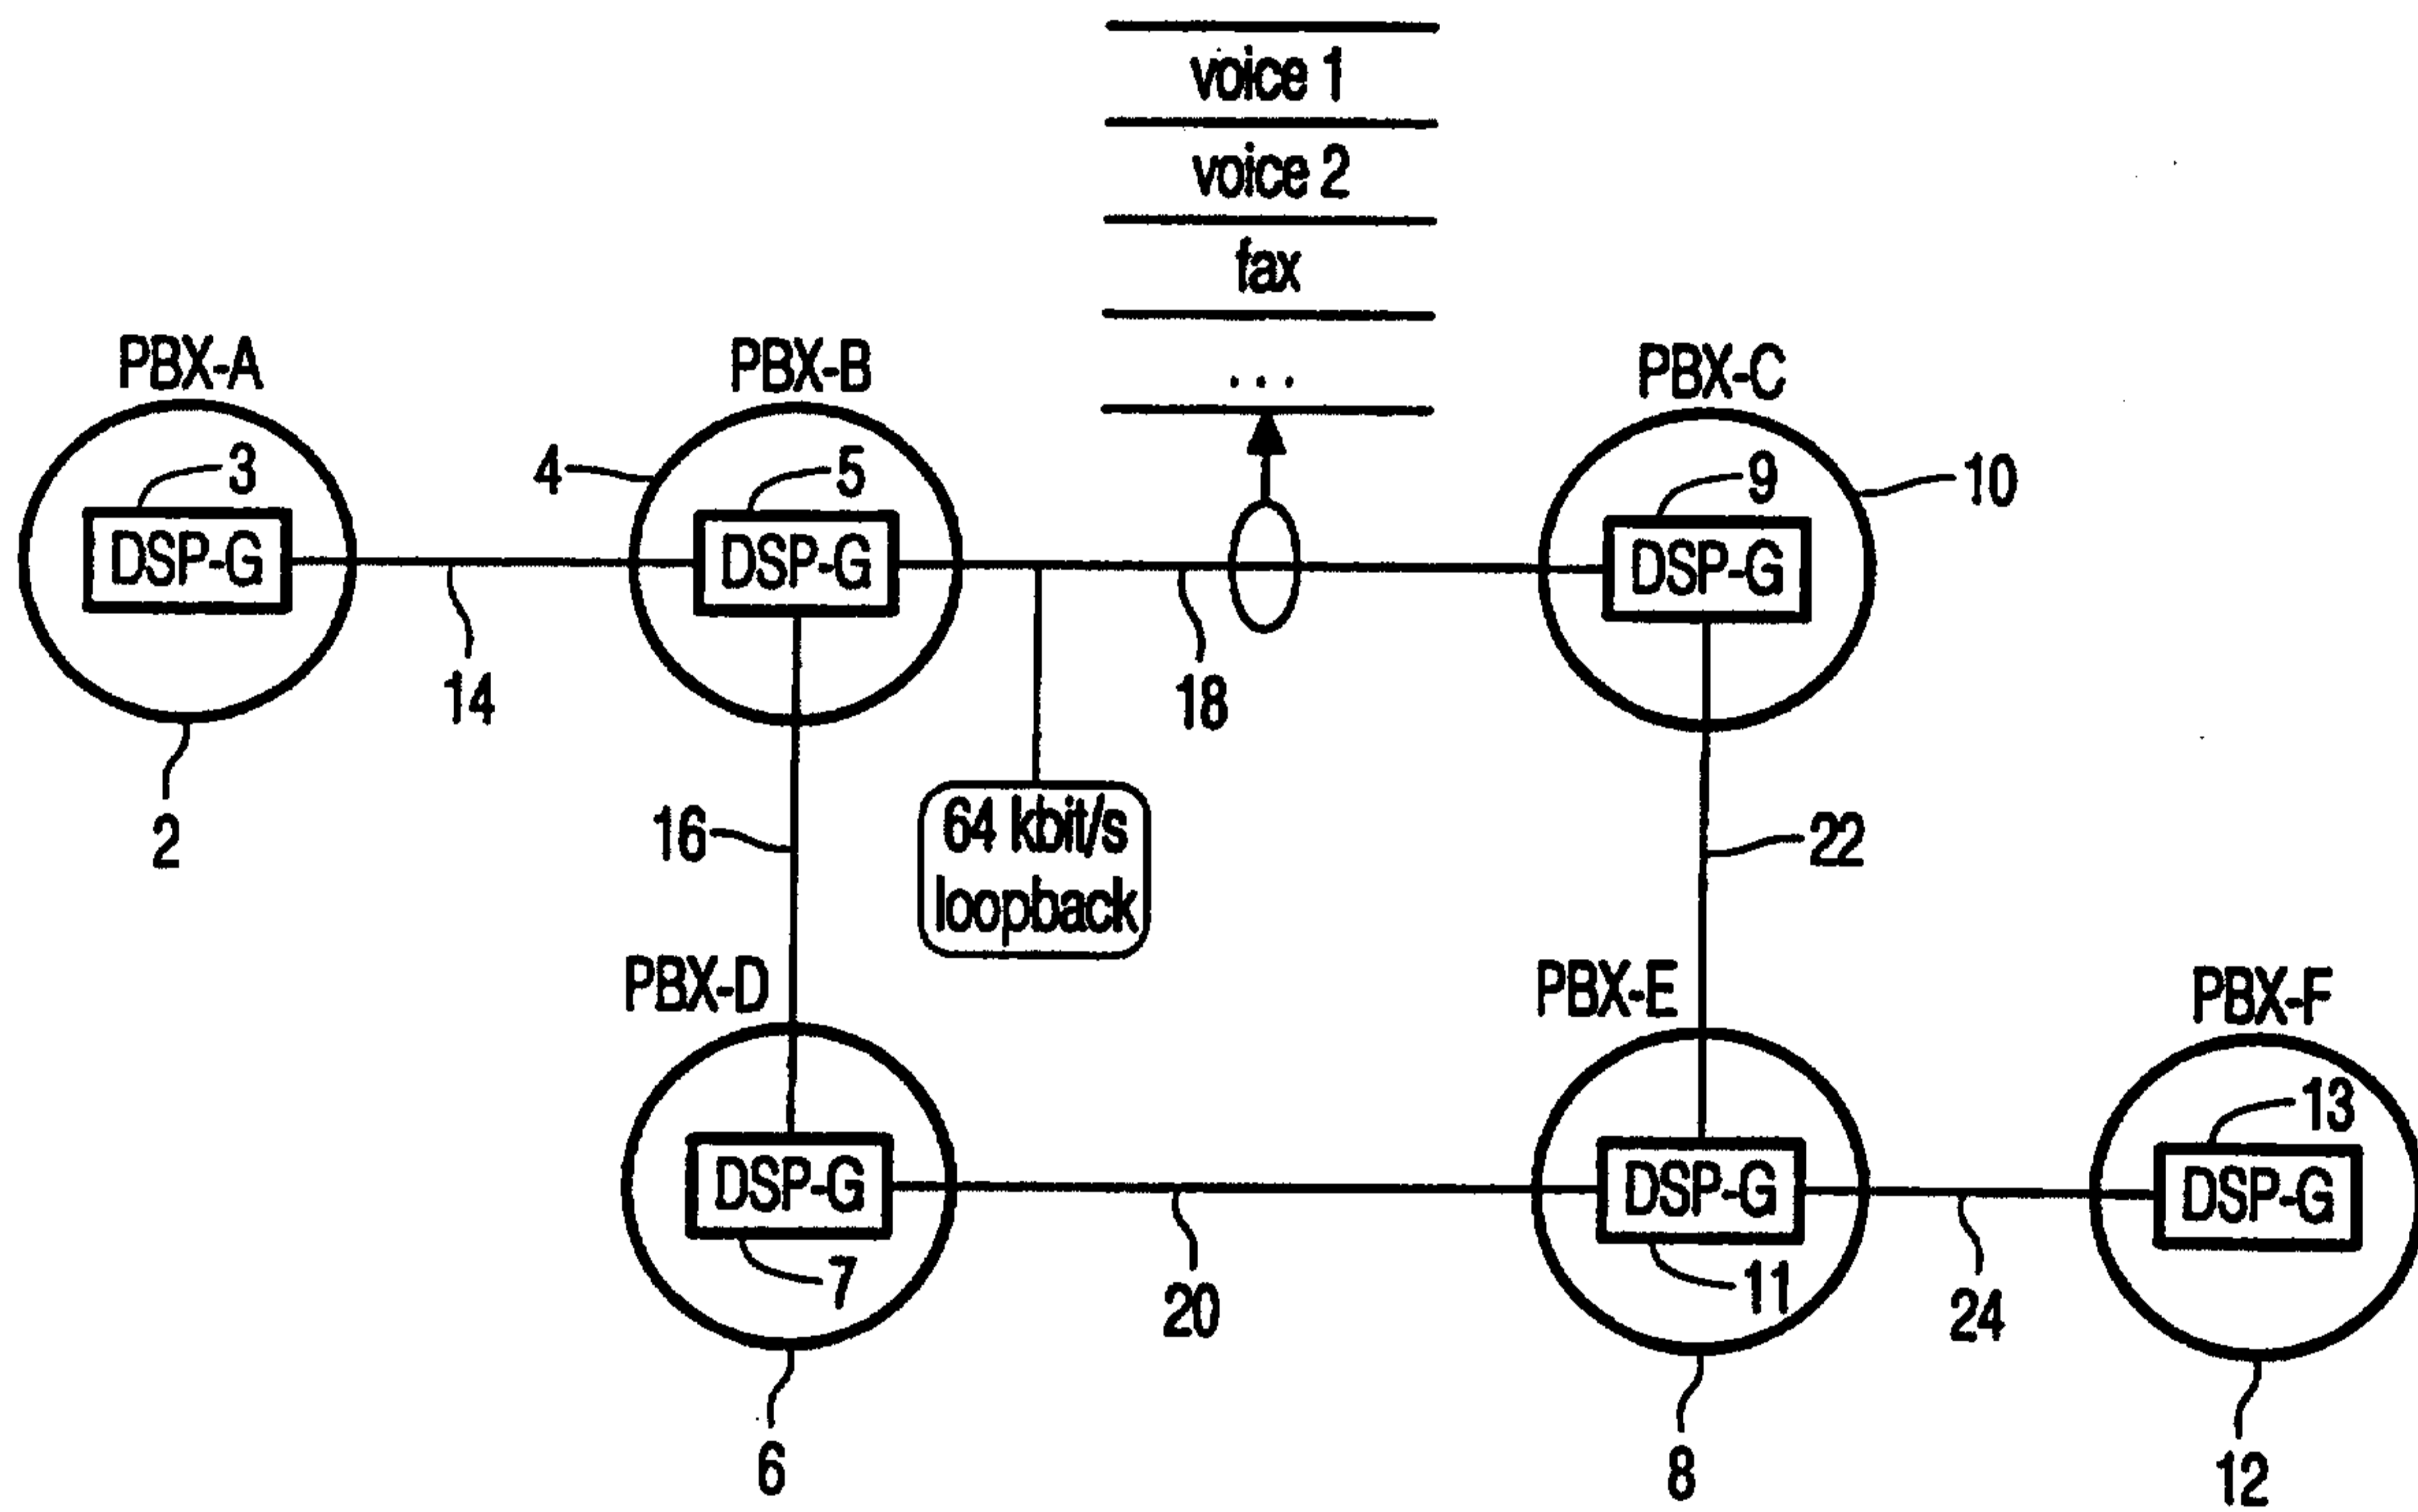 voice 1
voice 2
fax
...
PBX-A
PBX-B
PBX-C
3
4
5
9
10
DSP-G
DSP-G
DSP-G
14
18
2
16
64 kbit/s
loopback
22
PBX-D
PBX-E
PBX-F
13
DSP-G
DSP-G
DSP-G
7
11
20
24
6
8
12